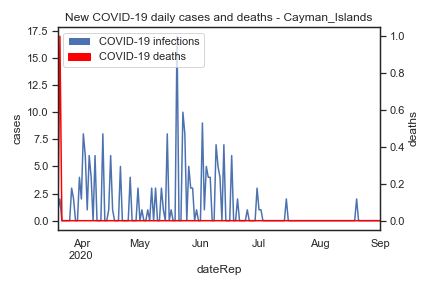 New COVID-19 daily cases and deaths - Cayman_Islands
COVID-19 infections
COVID-19 deaths
17.5
15.0
12.5
10.0
7.5
5.0
2.5
0.0
cases
1.0
0.8
0.6
0.4
0.2
0.0
deaths
Apr May Jun Jul Aug Sep
2020
dateRep